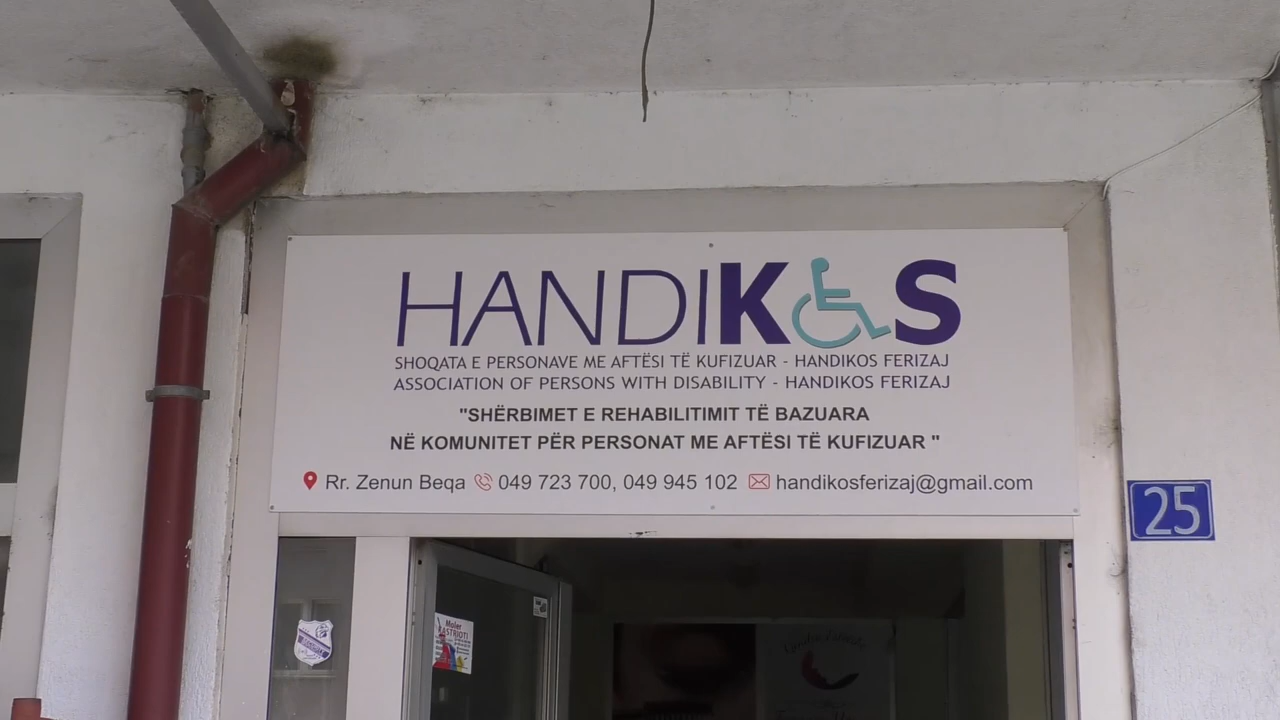 HANDIKOS
SHOQATA E PERSONAVE ME AFTËSI TË KUFIZUAR - HANDIKOS FERIZAJ
ASSOCIATION OF PERSONS WITH DISABILITY - HANDIKOS FERIZAJ
"SHËRBIMET E REHABILITIMIT TË BAZUARA
NË KOMUNITET PËR PERSONAT ME AFTËSI TË KUFIZUAR "
Rr. Zenun Beqa 049 723 700, 049 945 102 handikosferizaj@gmail.com
25
Moler